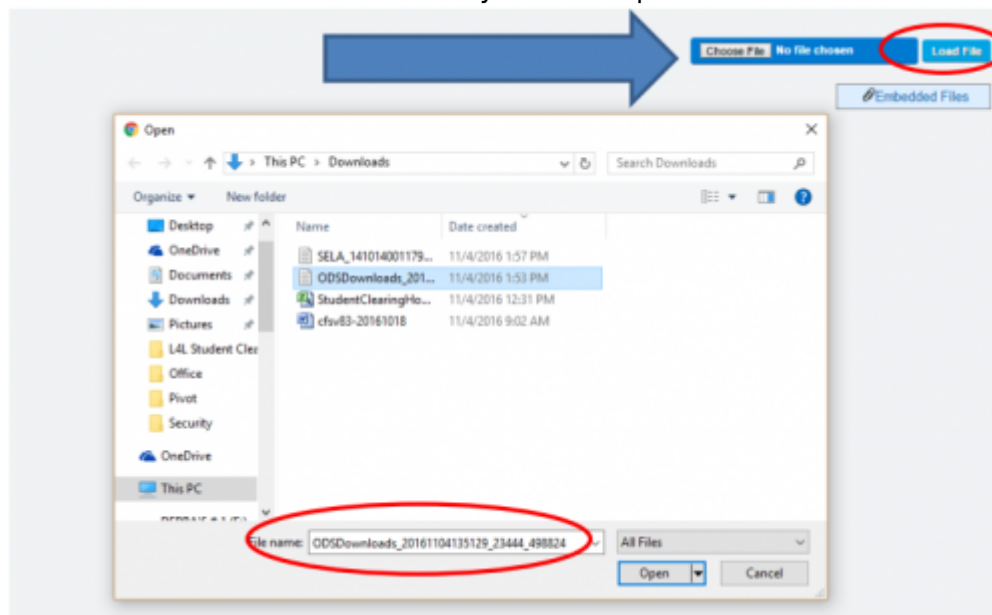 Choose File No file chosen Load File
Embedded Files
Open
This PC > Downloads Search Downloads
Organize New folder
Desktop Name Date created
OneDrive SELA_141014001179... 11/4/2016 1:57 PM
Documents ODSDownloads_201... 11/4/2016 1:53 PM
Downloads StudentClearingHo... 11/4/2016 12:31 PM
Pictures cfsv83-20161018 11/4/2016 9:02 AM
L4L Student Clea
Office
Pivot
Security
OneDrive
This PC
File name: ODSDownloads_20161104135129_23444_498824 All Files
Open Cancel